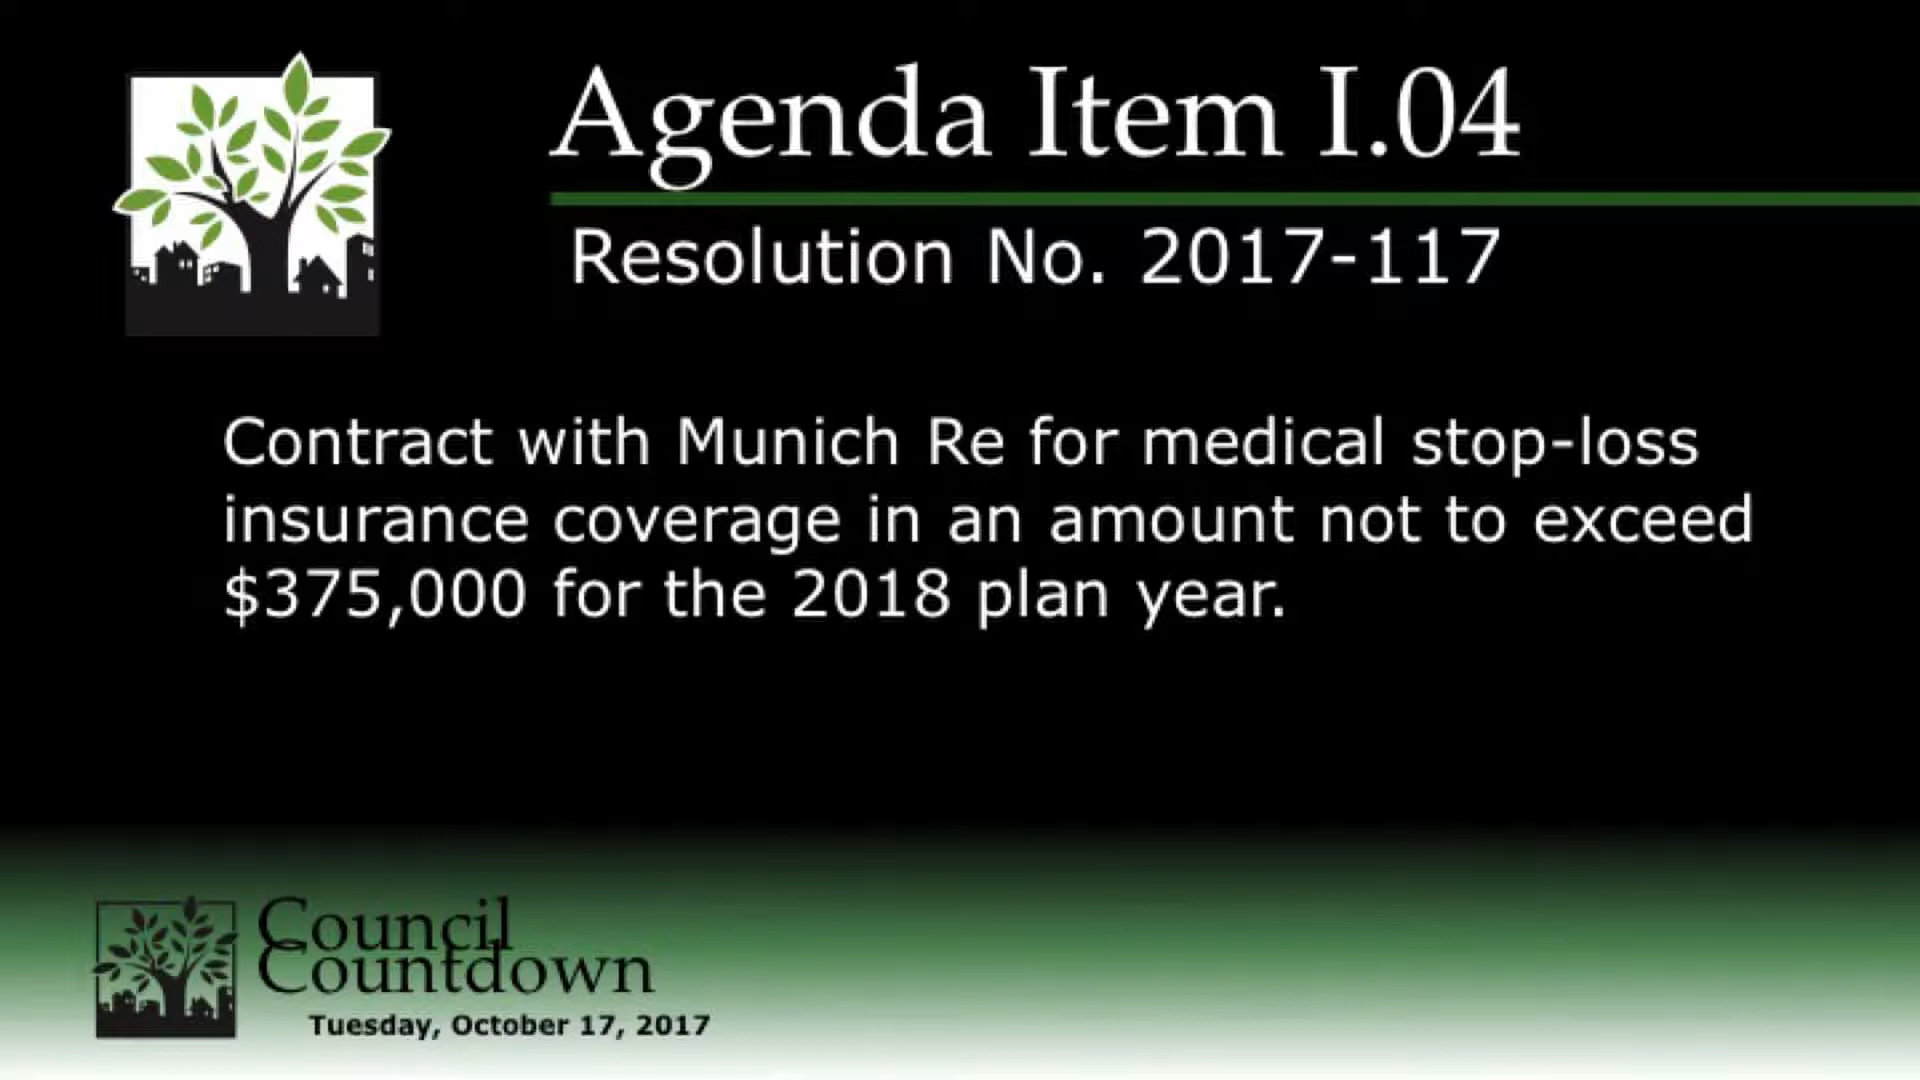 Agenda Item I.04
Resolution No. 2017-117
Contract with Munich Re for medical stop-loss
insurance coverage in an amount not to exceed
$375,000 for the 2018 plan year.
Council
Countdown
Tuesday, October 17, 2017